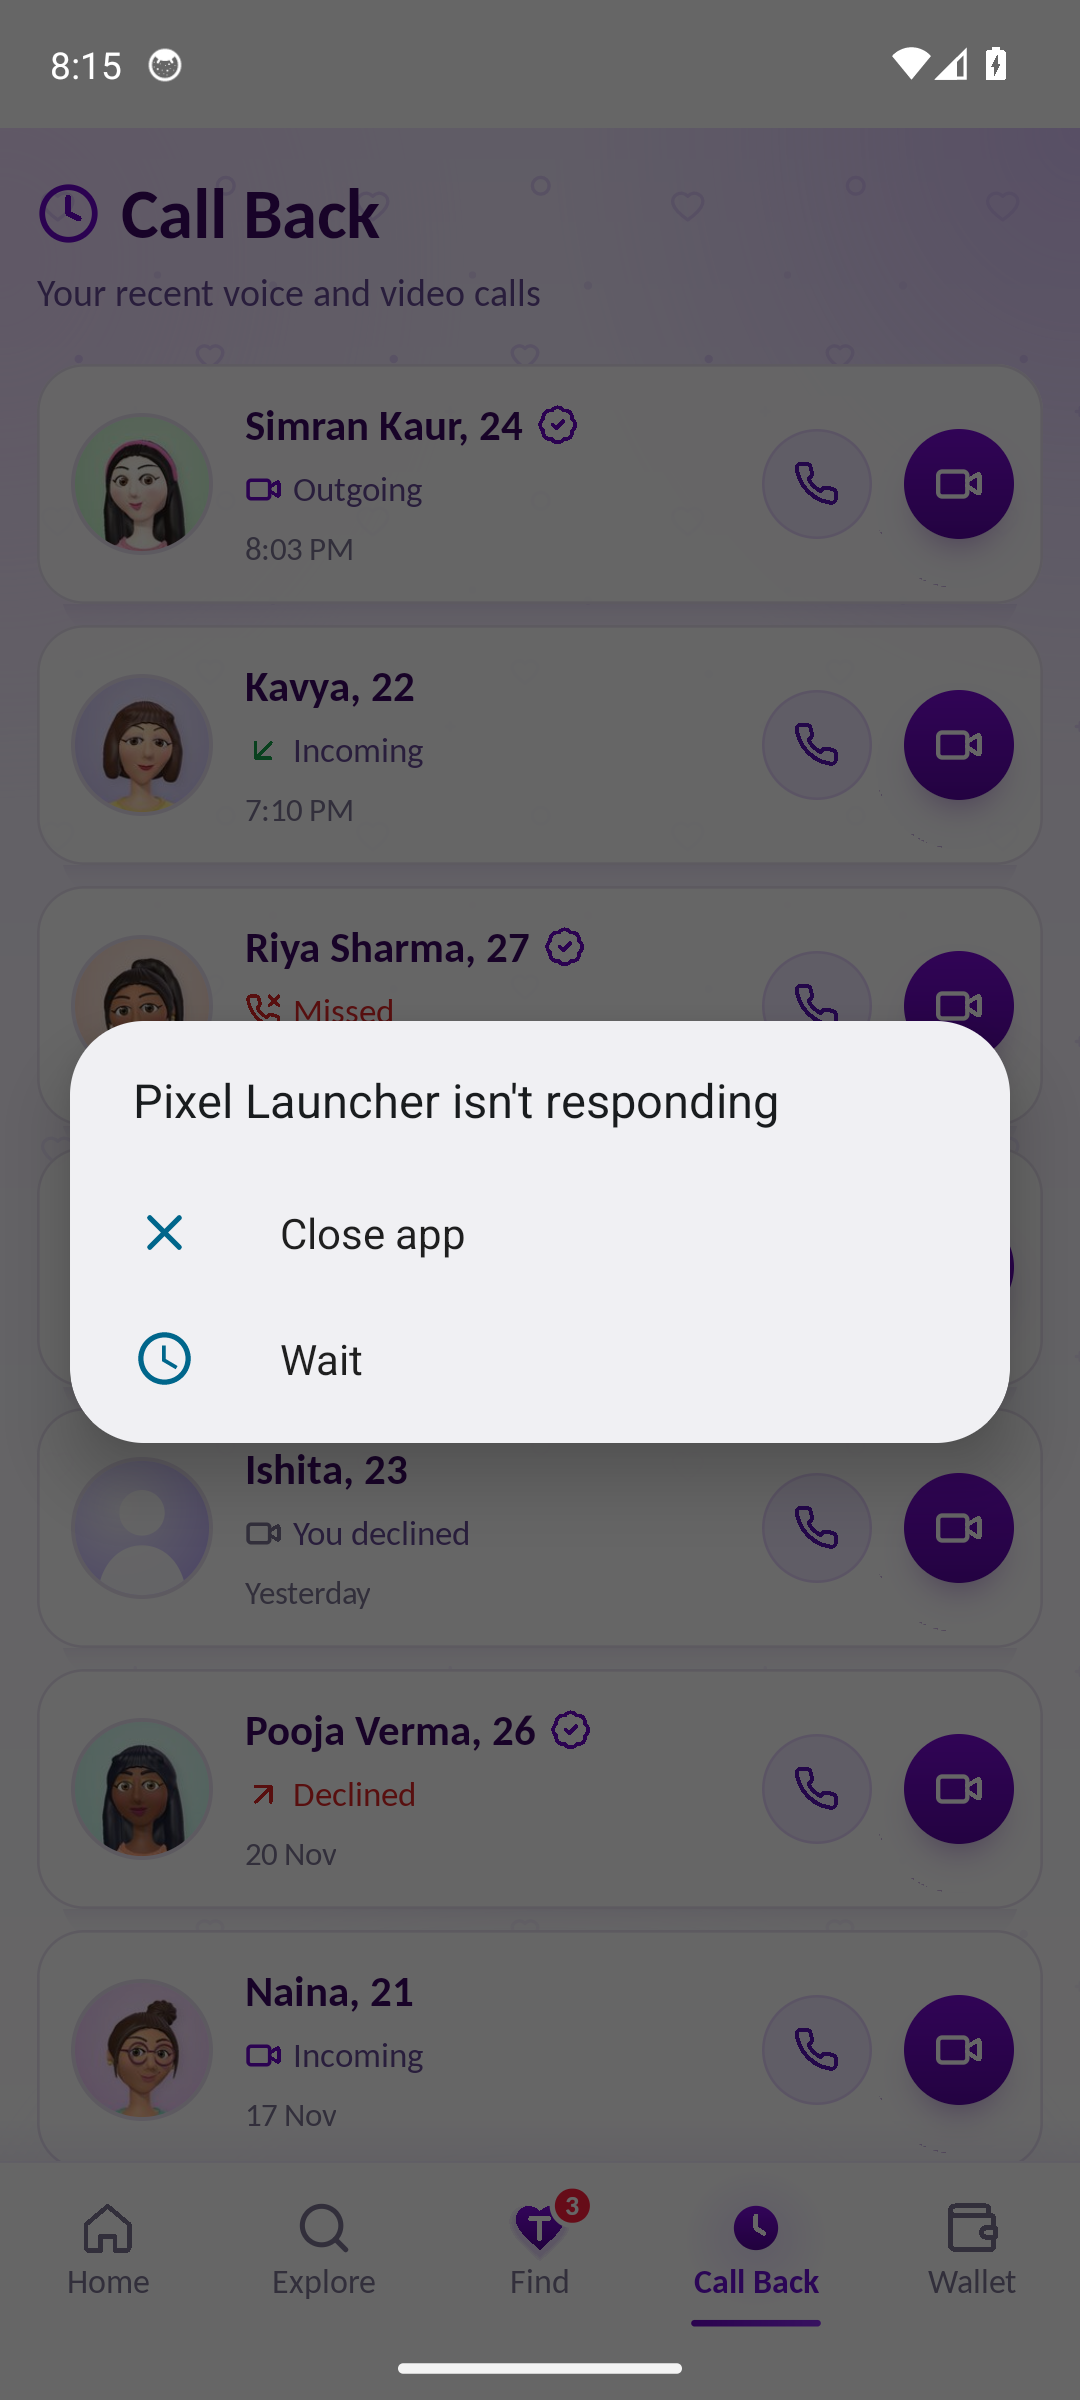 8:15
Call Back
Your recent voice and video calls
Simran Kaur, 24
Outgoing
8:03 PM
Kavya, 22
Incoming
7:10 PM
Riya Sharma, 27
Missed
Pixel Launcher isn't responding
Close app
Wait
Ishita, 23
You declined
Yesterday
Pooja Verma, 26
Declined
20 Nov
Naina, 21
Incoming
17 Nov
T 3
Home Explore Find Call Back Wallet